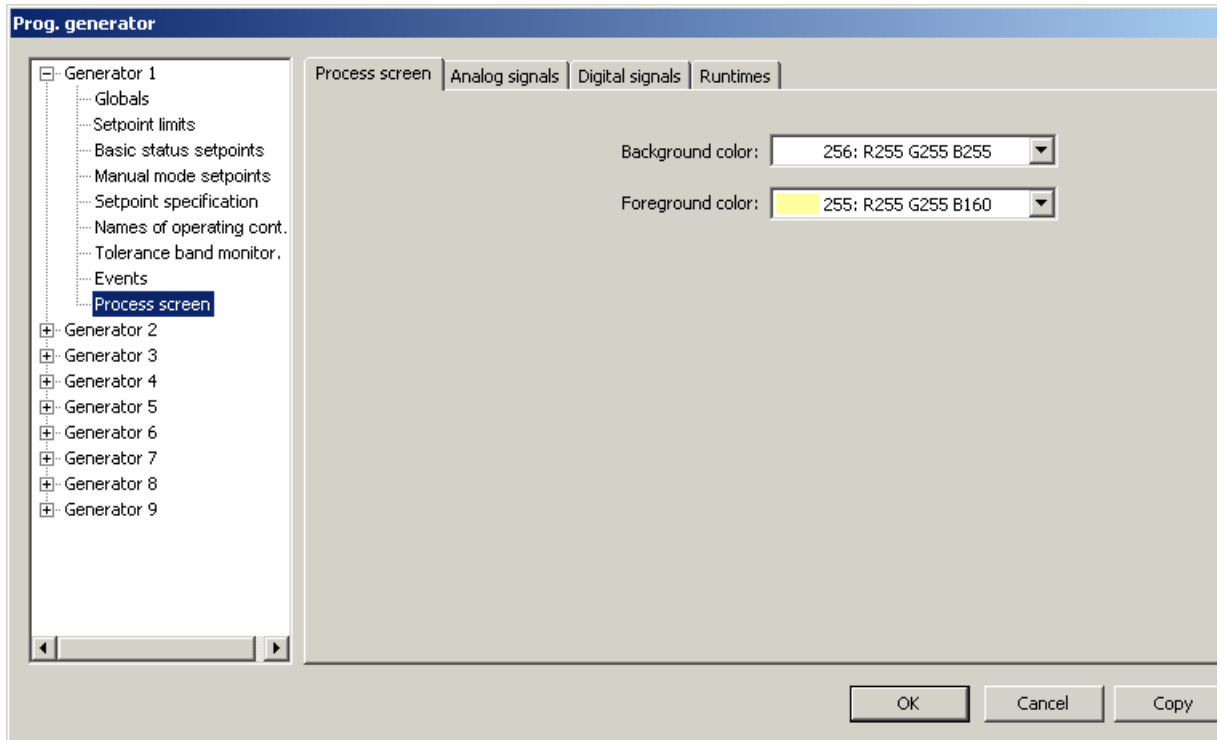 Prog. generator
Generator 1
Globals
Setpoint limits
Basic status setpoints
Manual mode setpoints
Setpoint specification
Names of operating cont.
Tolerance band monitor.
Events
Process screen
Generator 2
Generator 3
Generator 4
Generator 5
Generator 6
Generator 7
Generator 8
Generator 9
Process screen Analog signals Digital signals Runtimes
Background color: 256: R255 G255 B255
Foreground color: 255: R255 G255 B160
OK Cancel Copy